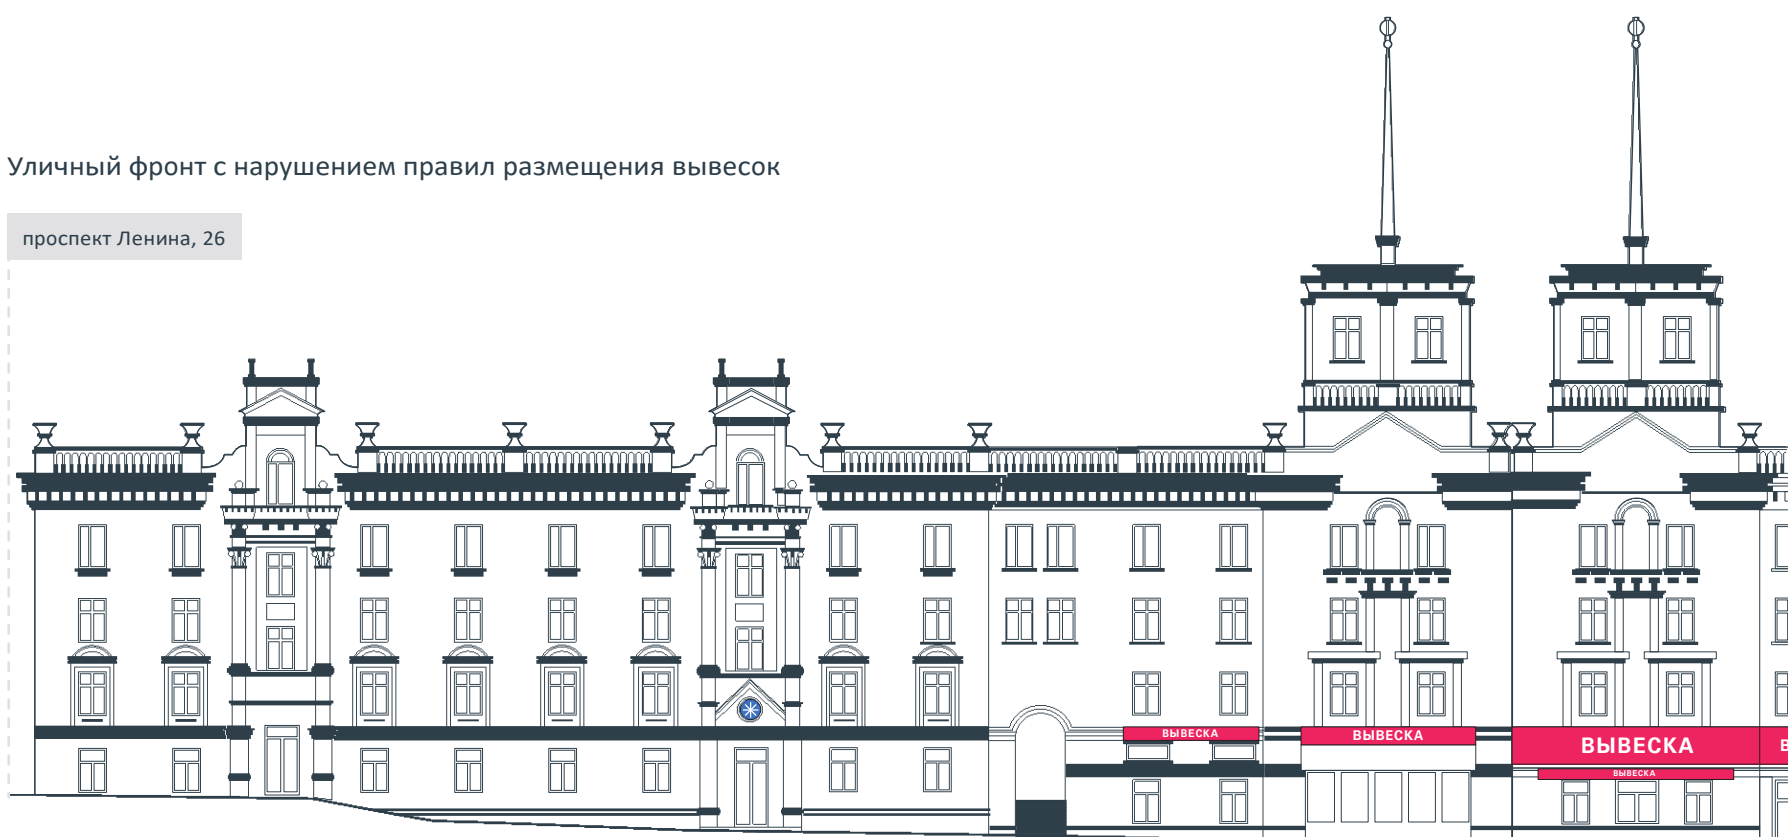 Уличный фронт с нарушением правил размещения вывесок
проспект Ленина, 26
ВЫВЕСКА
ВЫВЕСКА
ВЫВЕСКА
ВЫВЕСКА